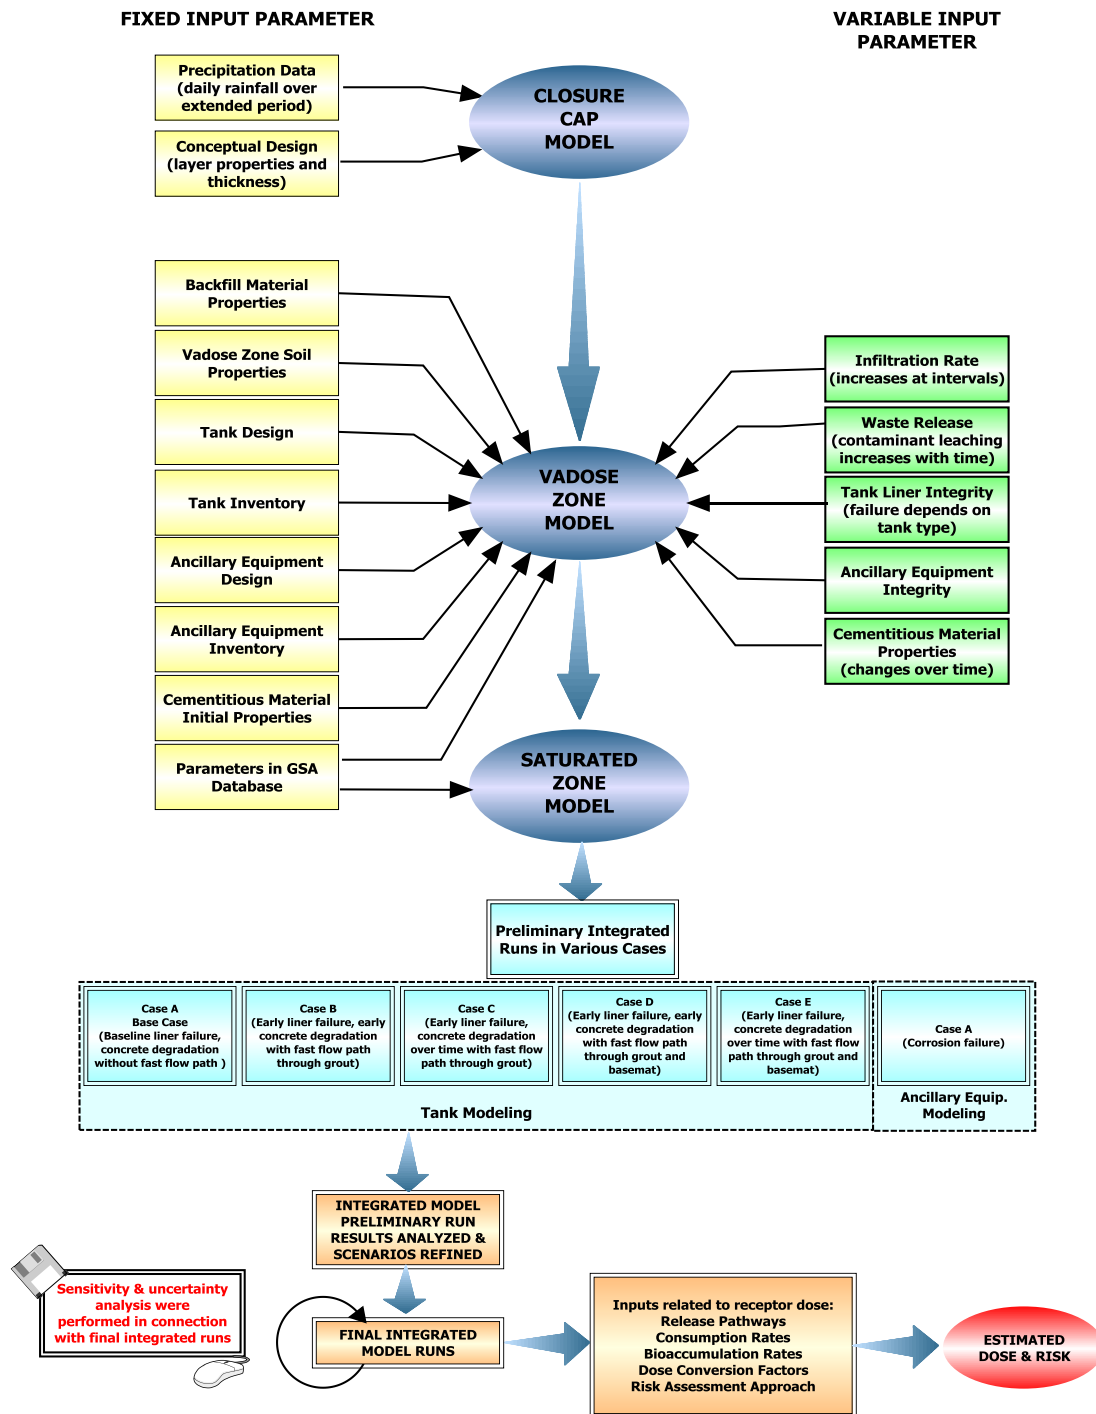 FIXED INPUT PARAMETER
VARIABLE INPUT
PARAMETER
Precipitation Data
(daily rainfall over
extended period)
Conceptual Design
(layer properties and
thickness)
CLOSURE
CAP
MODEL
Backfill Material
Properties
Vadose Zone Soil
Properties
Tank Design
Tank Inventory
Ancillary Equipment
Design
Ancillary Equipment
Inventory
Cementitious Material
Initial Properties
Parameters in GSA
Database
VADOSE
ZONE
MODEL
Infiltration Rate
(increases at intervals)
Waste Release
(contaminant leaching
increases with time)
Tank Liner Integrity
(failure depends on
tank type)
Ancillary Equipment
Integrity
Cementitious Material
Properties
(changes over time)
SATURATED
ZONE
MODEL
Preliminary Integrated
Runs in Various Cases
Case A
Base Case
(Baseline liner failure,
concrete degradation
without fast flow path )
Case B
(Early liner failure, early
concrete degradation
with fast flow path
through grout)
Case C
(Early liner failure,
concrete degradation
over time with fast flow
path through grout)
Case D
(Early liner failure, early
concrete degradation
with fast flow path
through grout and
basemat)
Case E
(Early liner failure,
concrete degradation
over time with fast flow
path through grout and
basemat)
Case A
(Corrosion failure)
Tank Modeling
Ancillary Equip.
Modeling
INTEGRATED MODEL
PRELIMINARY RUN
RESULTS ANALYZED &
SCENARIOS REFINED
Sensitivity & uncertainty
analysis were
performed in connection
with final integrated runs
FINAL INTEGRATED
MODEL RUNS
Inputs related to receptor dose:
Release Pathways
Consumption Rates
Bioaccumulation Rates
Dose Conversion Factors
Risk Assessment Approach
ESTIMATED
DOSE & RISK